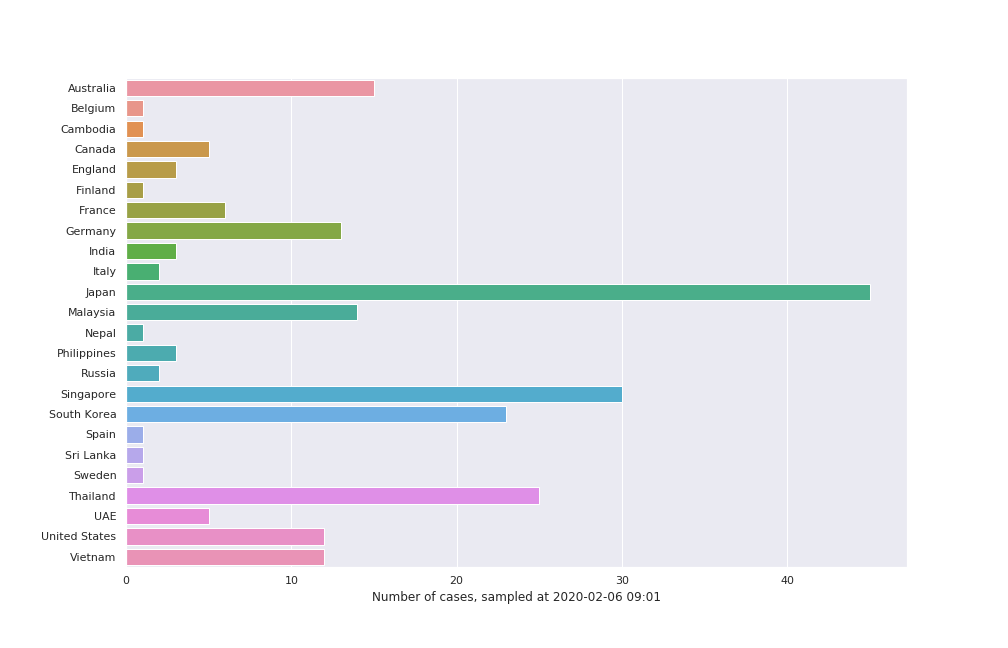 Australia
Belgium
Cambodia
Canada
England
Finland
France
Germany
India
Italy
Japan
Malaysia
Nepal
Philippines
Russia
Singapore
South Korea
Spain
Sri Lanka
Sweden
Thailand
UAE
United States
Vietnam
0 10 20 30 40
Number of cases, sampled at 2020-02-06 09:01